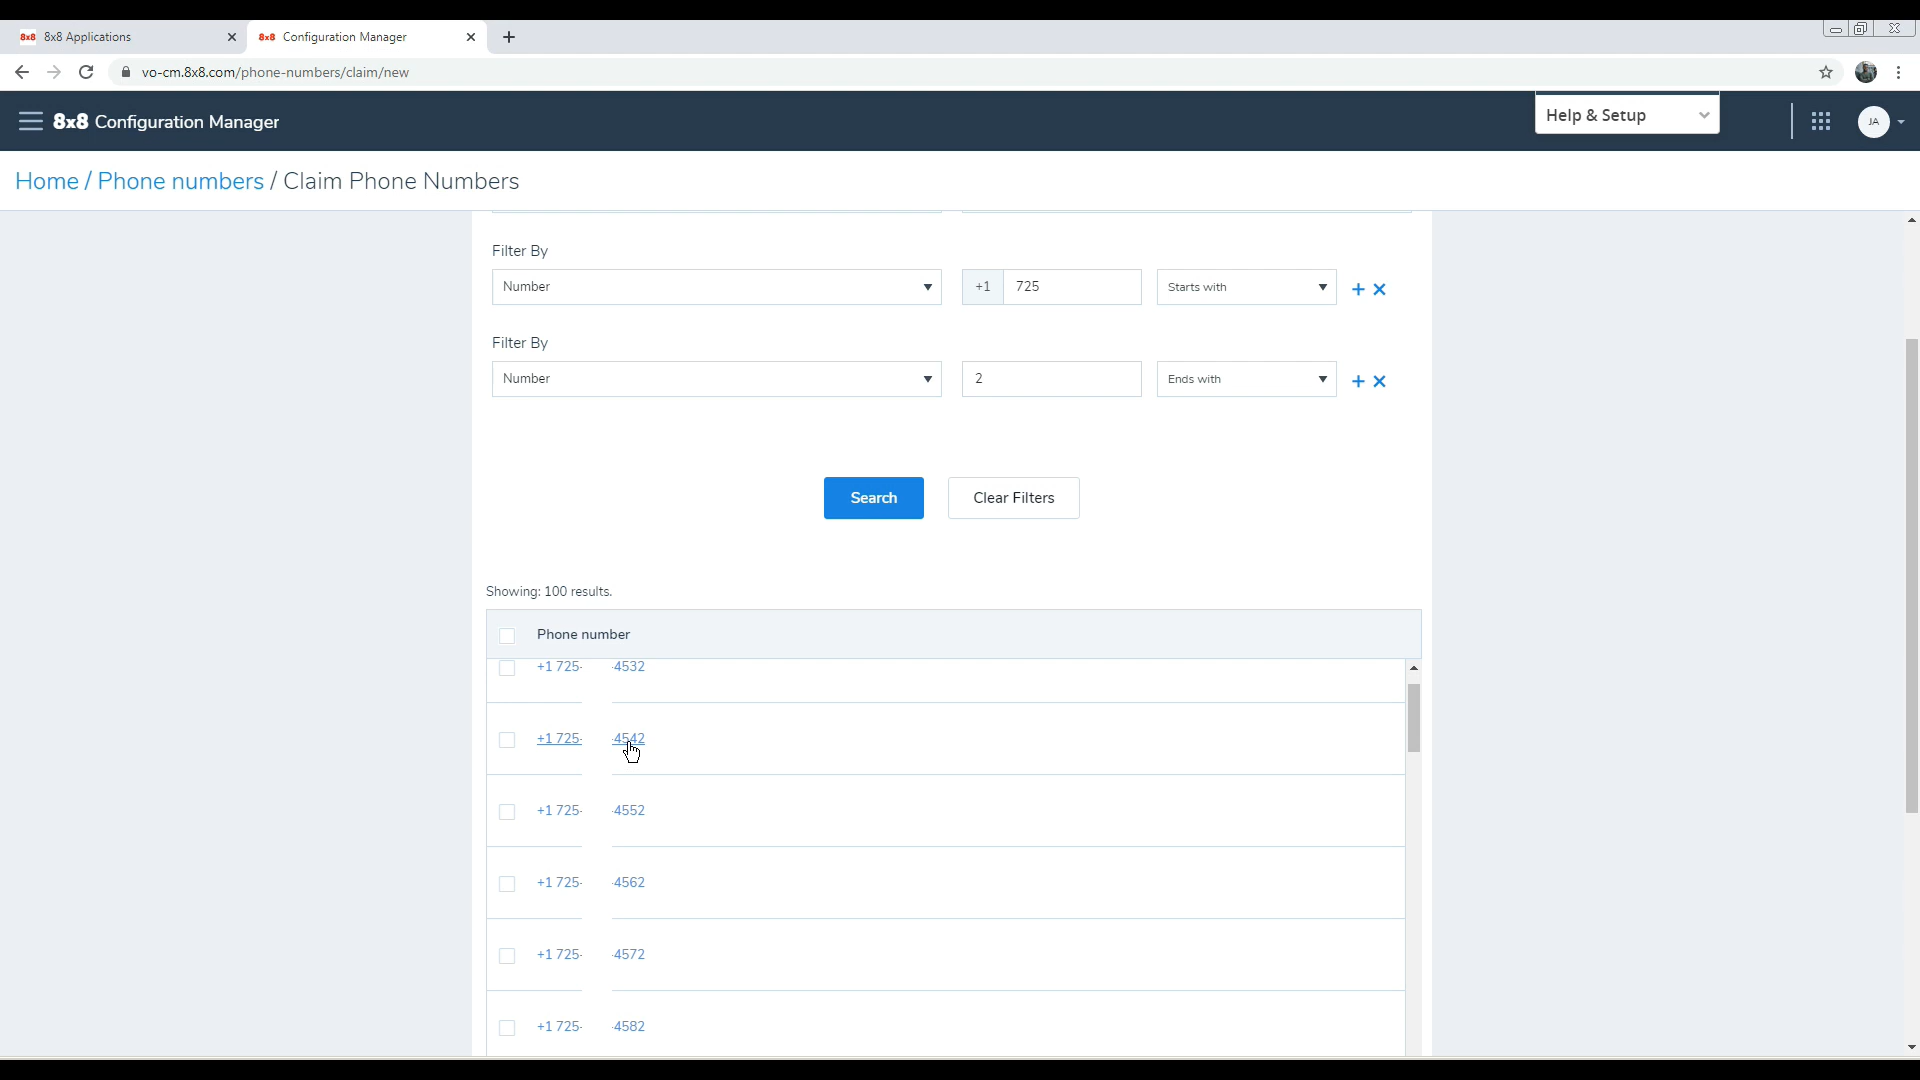 8x8 8x8 Applications
8x8 Configuration Manager
vo-cm.8x8.com/phone-numbers/claim/new
8x8 Configuration Manager
Help & Setup
JA
Home / Phone numbers / Claim Phone Numbers
Filter By
Number +1 725 Starts with
Filter By
Number 2 Ends with
Search Clear Filters
Showing: 100 results.
Phone number
+1 725- -4532
+1 725- -4542
+1 725- -4552
+1 725- -4562
+1 725- -4572
+1 725- -4582